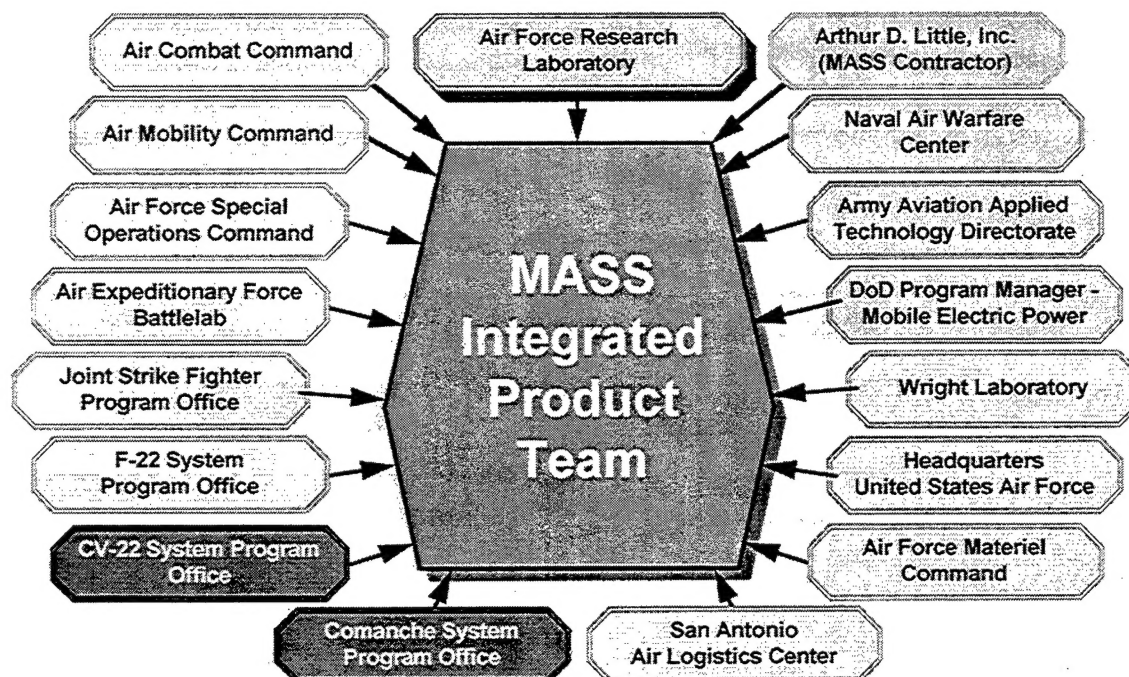 Air Combat Command
Air Force Research
Laboratory
Arthur D. Little, Inc.
(MASS Contractor)
Air Mobility Command
Naval Air Warfare
Center
Air Force Special
Operations Command
Army Aviation Applied
Technology Directorate
Air Expeditionary Force
Battlelab
DoD Program Manager -
Mobile Electric Power
Joint Strike Fighter
Program Office
Wright Laboratory
F-22 System
Program Office
Headquarters
United States Air Force
CV-22 System Program
Office
Air Force Materiel
Command
Comanche System
Program Office
San Antonio
Air Logistics Center
MASS
Integrated
Product
Team